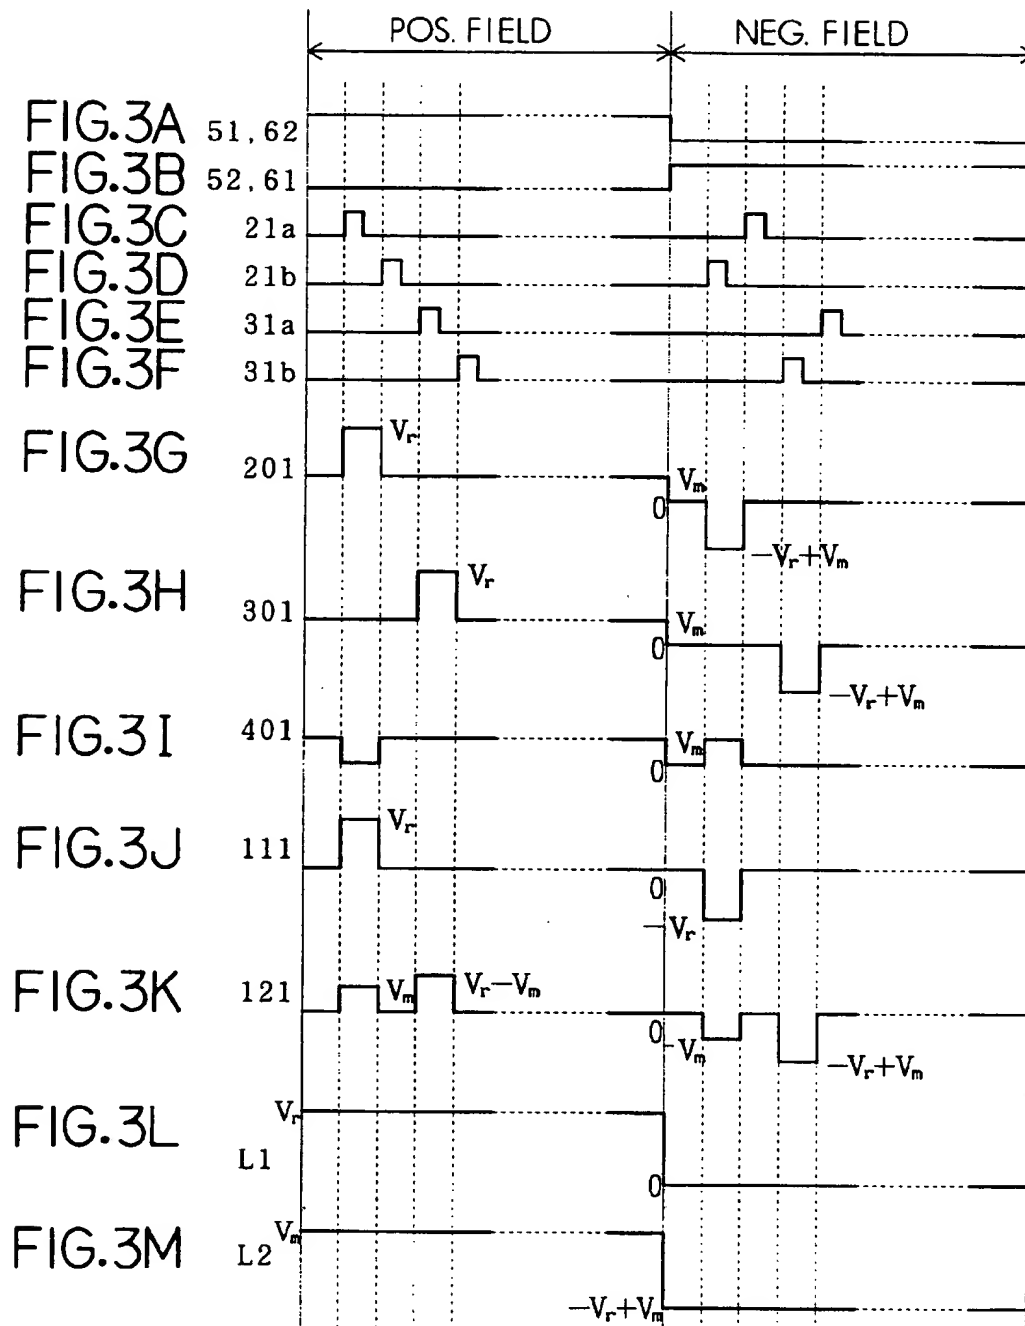 POS. FIELD NEG. FIELD
FIG.3A 51,62
FIG.3B 52,61
FIG.3C 21a
FIG.3D 21b
FIG.3E 31a
FIG.3F 31b
FIG.3G 201 Vr Vm 0 −Vr+Vm
FIG.3H 301 Vr Vm 0 −Vr+Vm
FIG.3I 401 Vm 0
FIG.3J 111 Vr 0 −Vr
FIG.3K 121 Vm Vr−Vm 0 −Vm −Vr+Vm
FIG.3L L1 Vr 0
FIG.3M L2 Vm −Vr+Vm